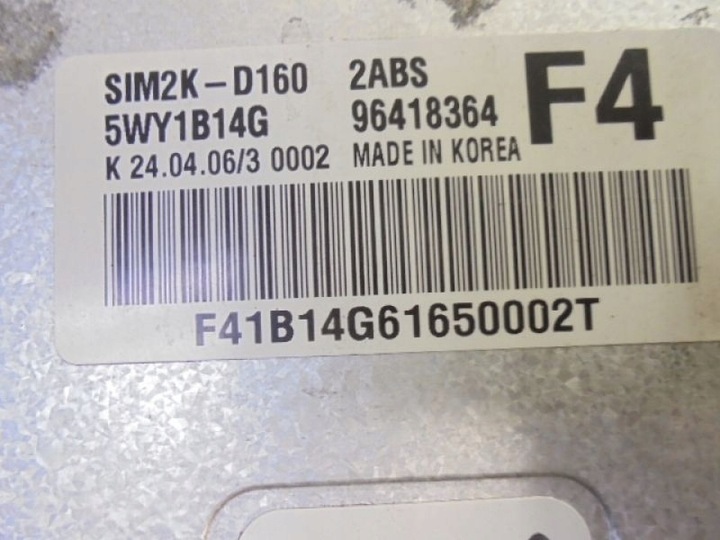 SIM2K-D160 2ABS F4
5WY1B14G 96418364
K 24.04.06/3 0002 MADE IN KOREA
F41B14G61650002T